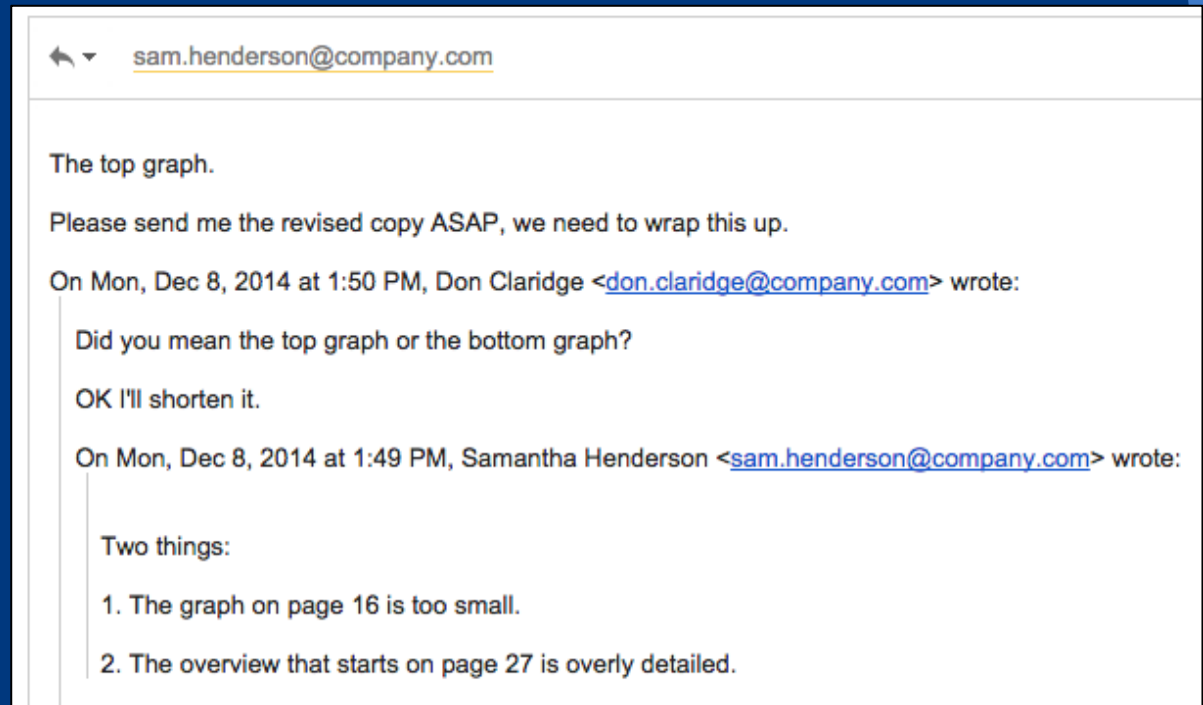 sam.henderson@company.com
The top graph.
Please send me the revised copy ASAP, we need to wrap this up.
On Mon, Dec 8, 2014 at 1:50 PM, Don Claridge <don.claridge@company.com> wrote:
Did you mean the top graph or the bottom graph?
OK I'll shorten it.
On Mon, Dec 8, 2014 at 1:49 PM, Samantha Henderson <sam.henderson@company.com> wrote:
Two things:
1. The graph on page 16 is too small.
2. The overview that starts on page 27 is overly detailed.